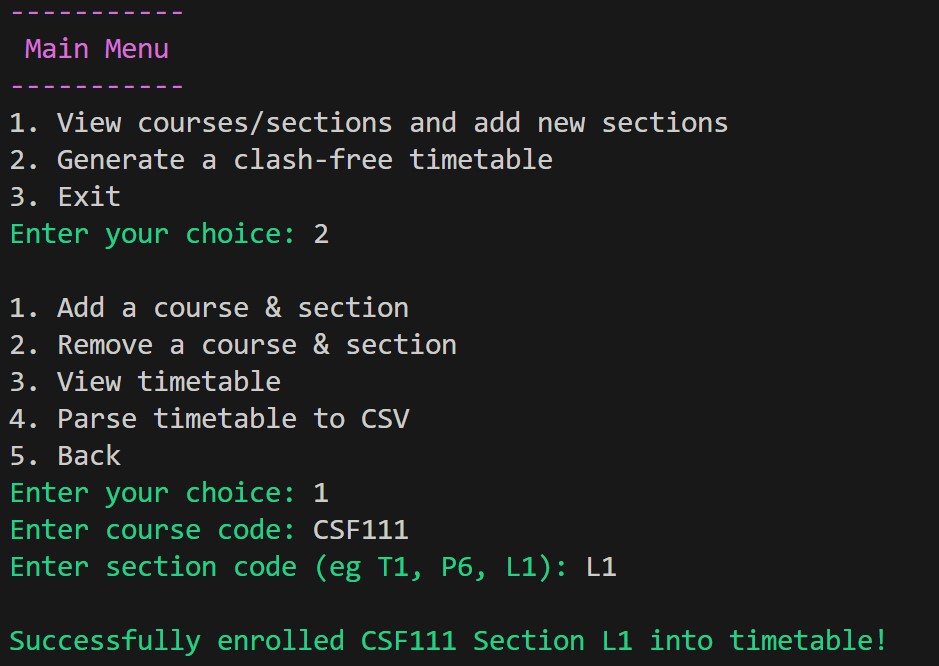 -----------
Main Menu
-----------
1. View courses/sections and add new sections
2. Generate a clash-free timetable
3. Exit
Enter your choice: 2
1. Add a course & section
2. Remove a course & section
3. View timetable
4. Parse timetable to CSV
5. Back
Enter your choice: 1
Enter course code: CSF111
Enter section code (eg T1, P6, L1): L1
Successfully enrolled CSF111 Section L1 into timetable!